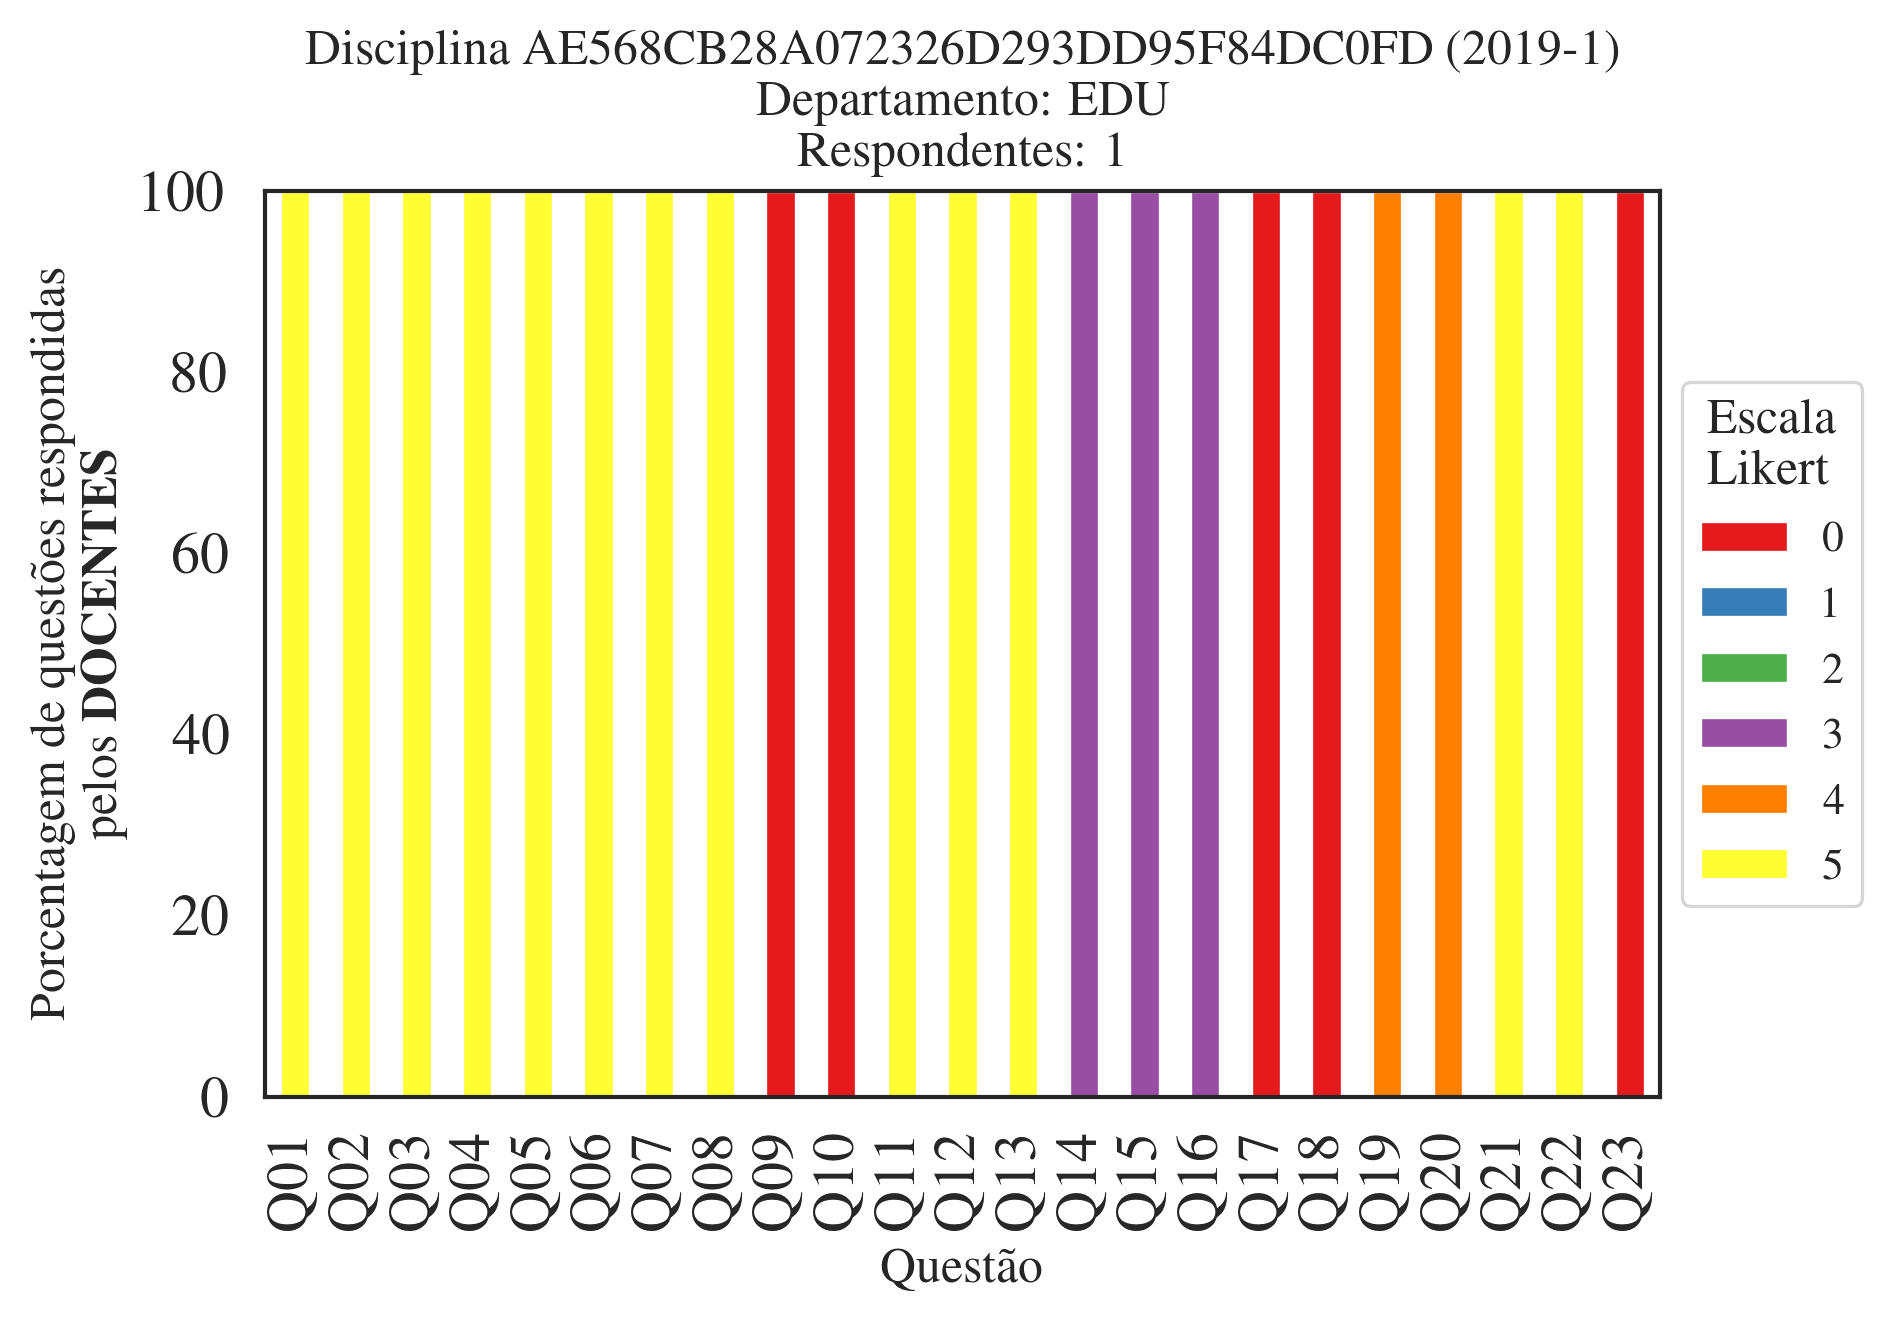 Disciplina AE568CB28A072326D293DD95F84DC0FD (2019-1)
Departamento: EDU
Respondentes: 1
Porcentagem de questões respondidas
pelos DOCENTES
100
80
60
40
20
0
Q01
Q02
Q03
Q04
Q05
Q06
Q07
Q08
Q09
Q10
Q11
Q12
Q13
Q14
Q15
Q16
Q17
Q18
Q19
Q20
Q21
Q22
Q23
Questão
Escala
Likert
0
1
2
3
4
5